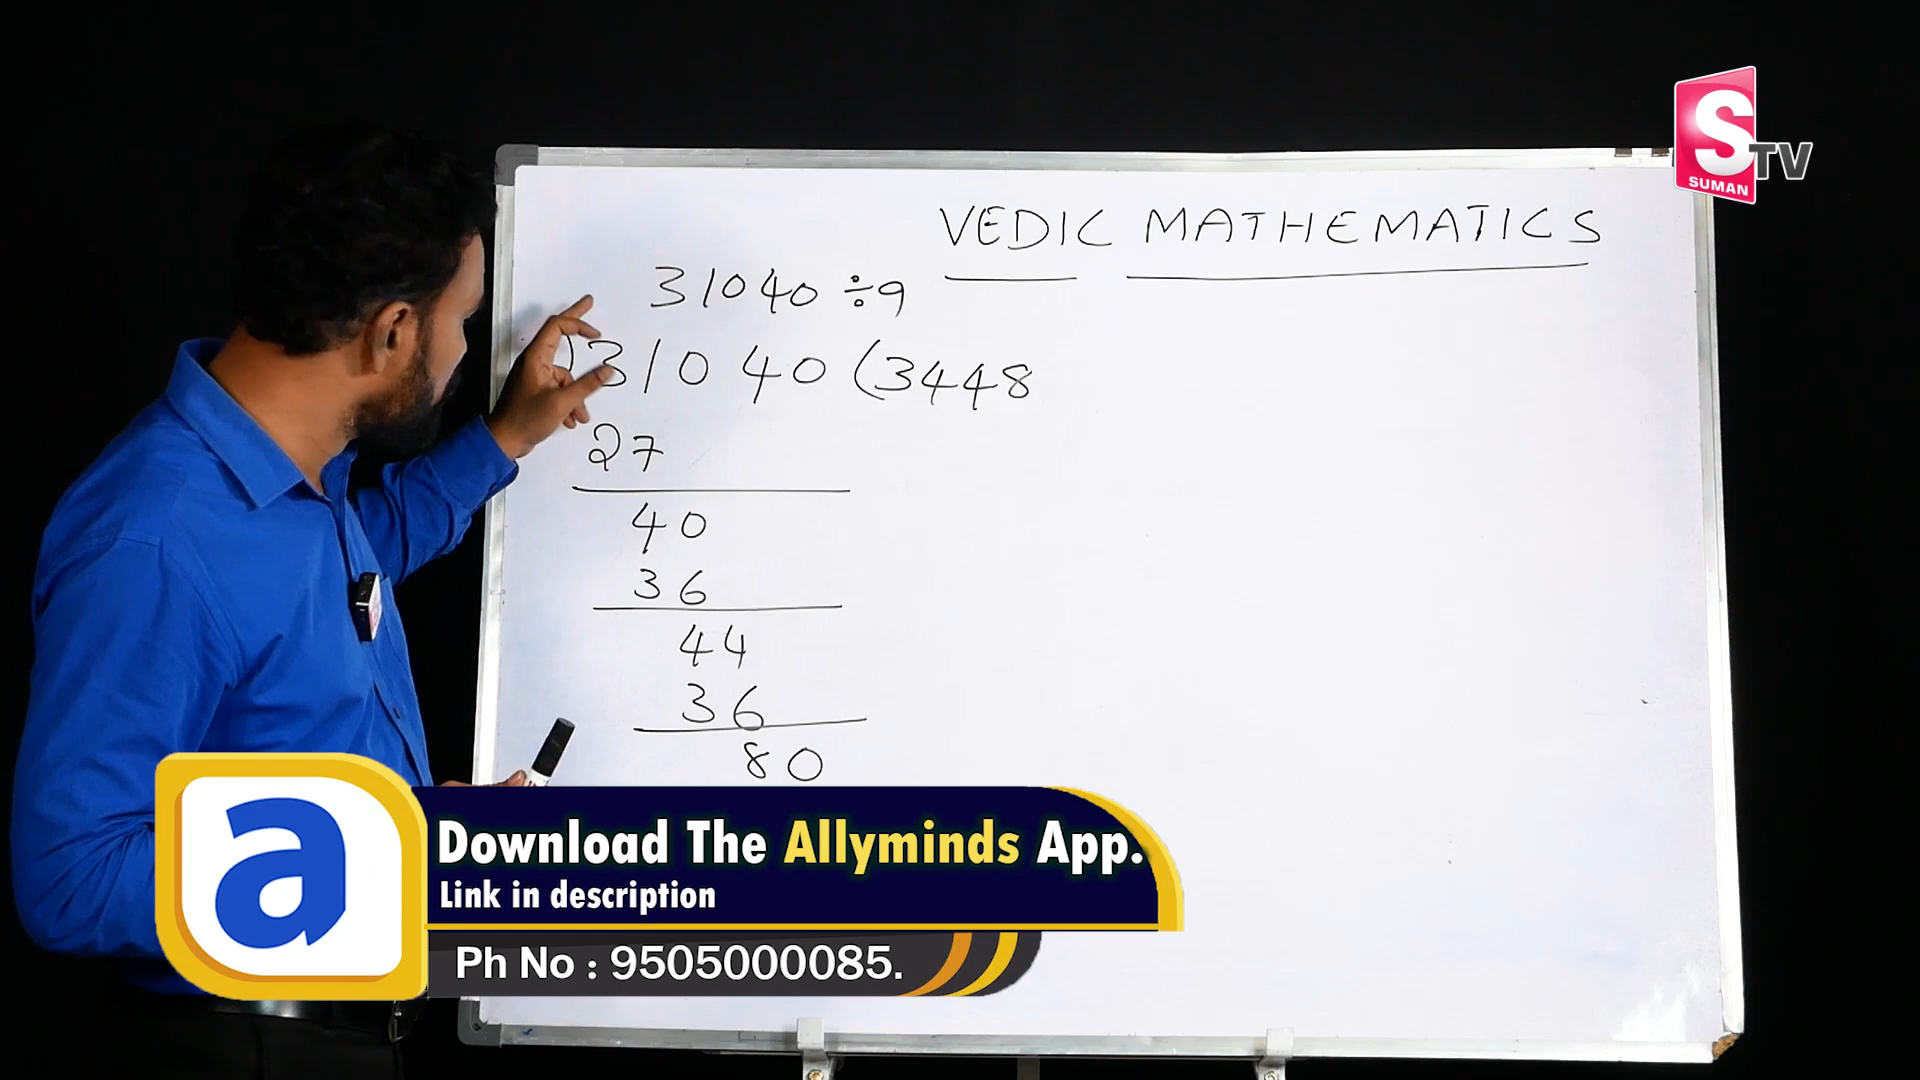 S TV
SUMAN
VEDIC MATHEMATICS
31040 ÷ 9
)31040(3448
27
40
36
44
36
80
a
Download The Allyminds App.
Link in description
Ph No : 9505000085.